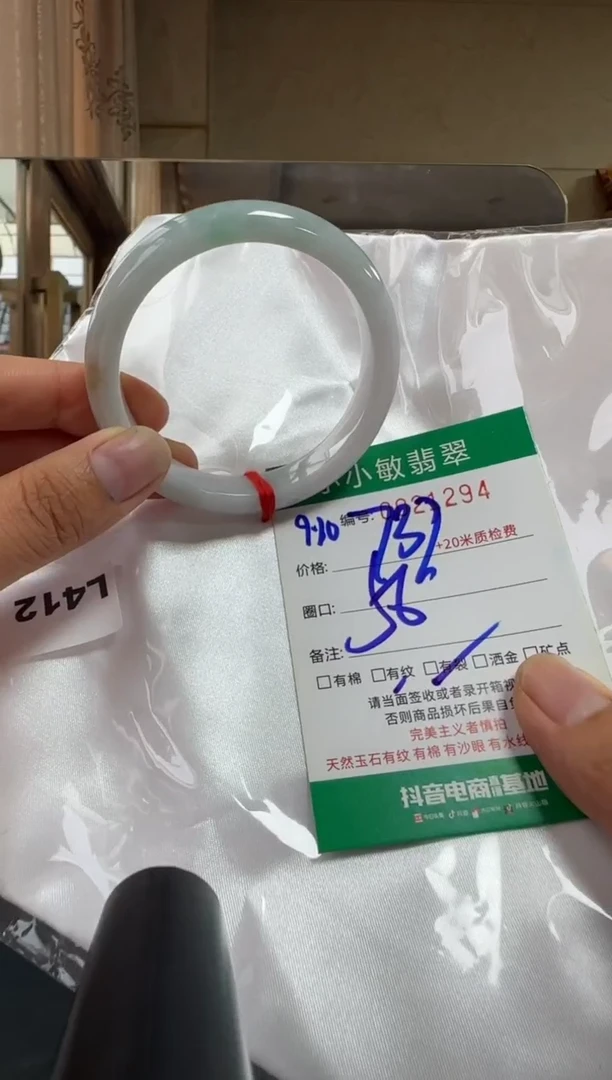 小敏翡翠
编号: 0021294
9.10
价格:
+20米质检费
圈口:
56
备注:
□有棉 □有纹 □有裂 □洒金 □矿点
请当面签收或者录开箱视
否则商品损坏后果自
完美主义者慎拍
天然玉石有纹 有棉 有沙眼 有水线
抖音电商 基地
L412